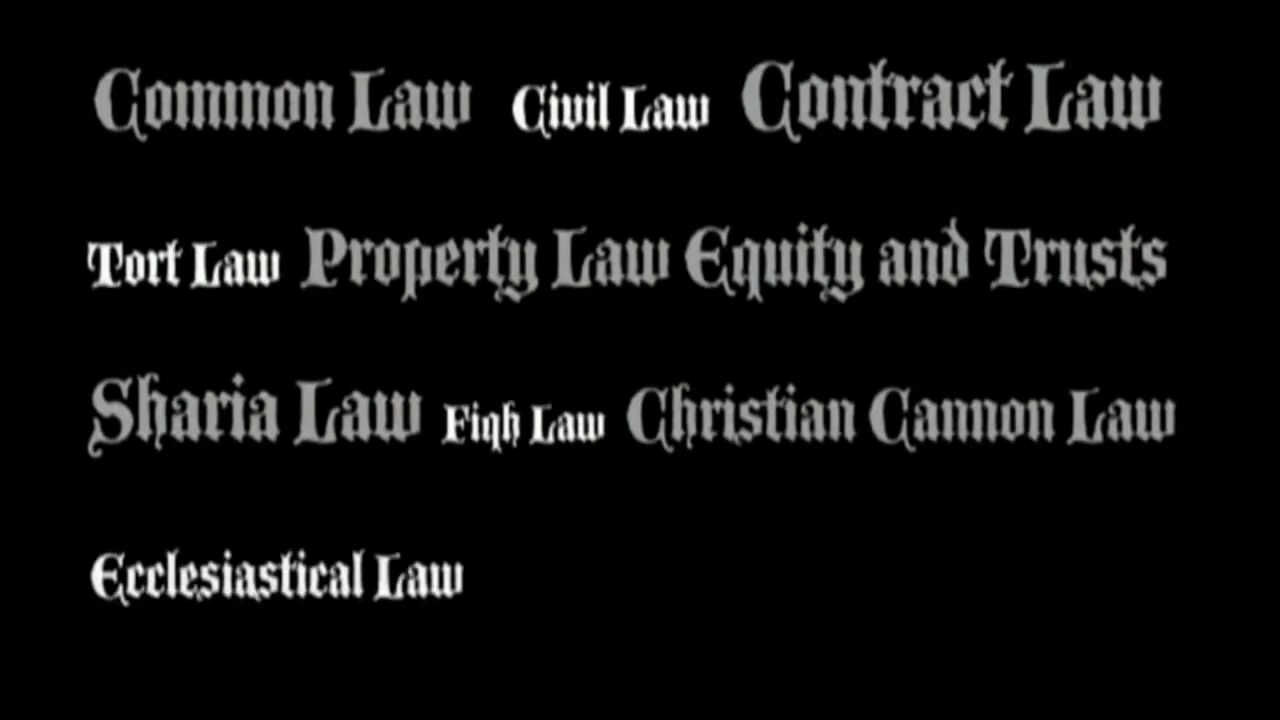 Common Law Civil Law Contract Law
Tort Law Property Law Equity and Trusts
Sharia Law Fiqh Law Christian Cannon Law
Ecclesiastical Law